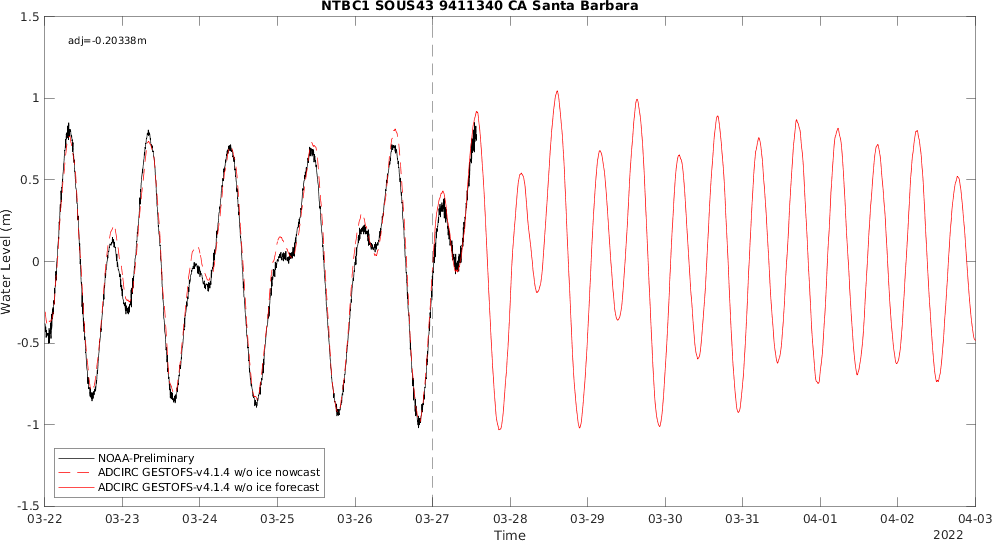 NTBC1 SOUS43 9411340 CA Santa Barbara
adj=-0.20338m
1.5
1
0.5
0
-0.5
-1
-1.5
Water Level (m)
NOAA-Preliminary
ADCIRC GESTOFS-v4.1.4 w/o ice nowcast
ADCIRC GESTOFS-v4.1.4 w/o ice forecast
03-22 03-23 03-24 03-25 03-26 03-27 03-28 03-29 03-30 03-31 04-01 04-02 04-03
Time
2022